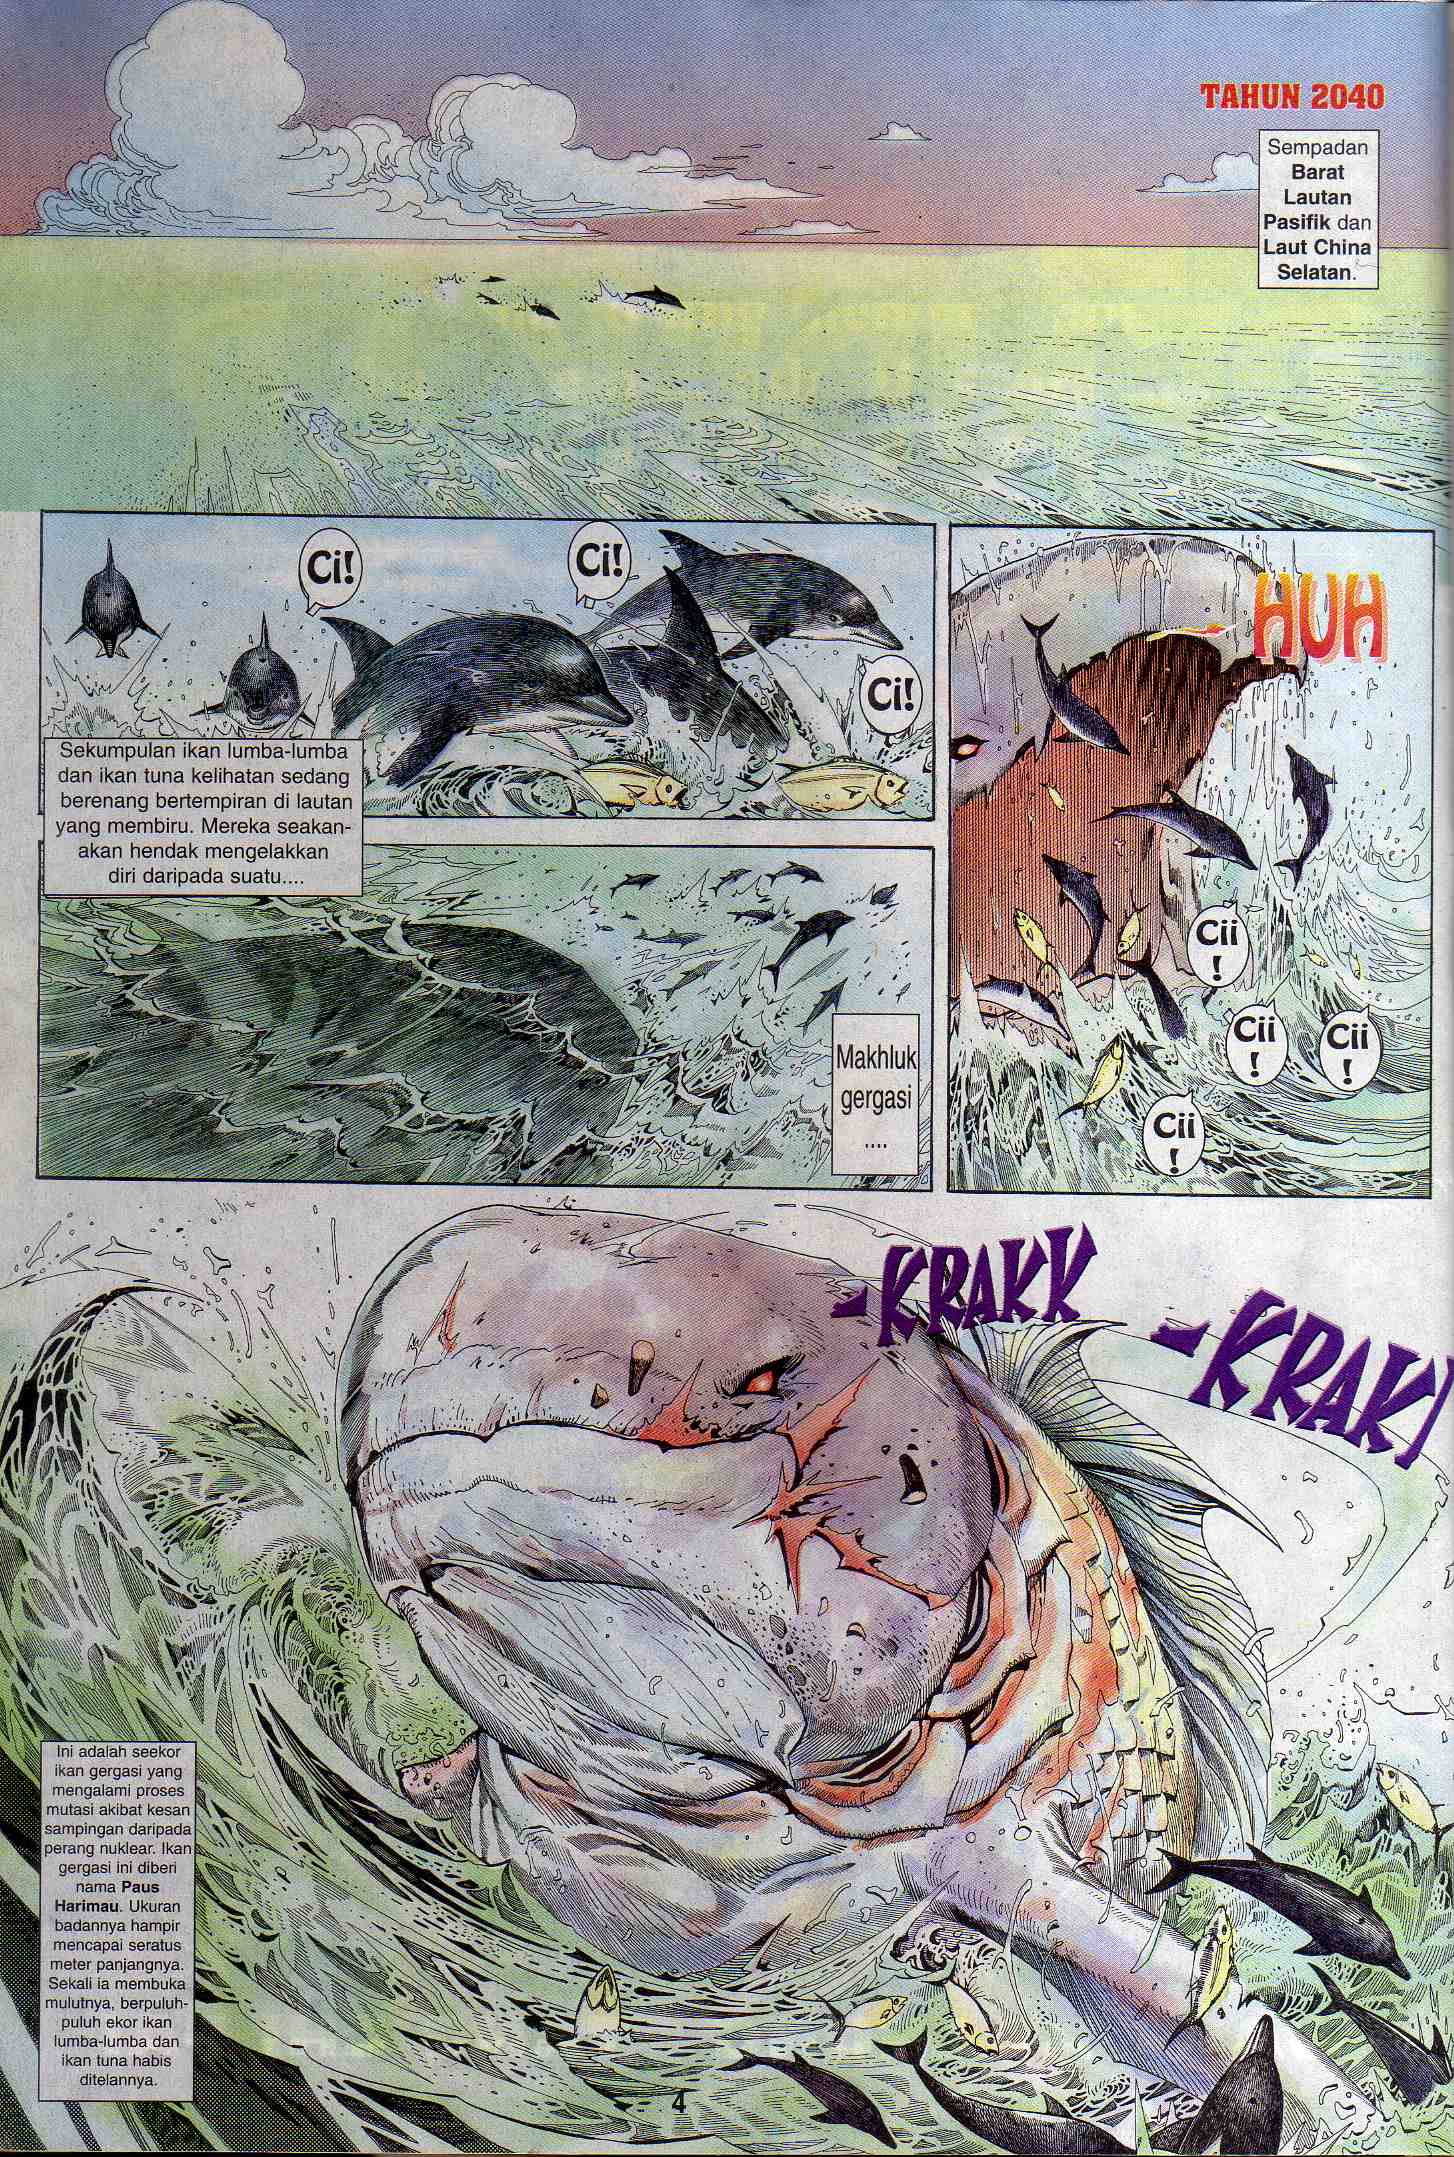 TAHUN 2040
Sempadan
Barat
Lautan
Pasifik dan
Laut China
Selatan.
Ci!
Ci!
Ci!
Sekumpulan ikan lumba-lumba
dan ikan tuna kelihatan sedang
berenang bertempiran di lautan
yang membiru. Mereka seakan-
akan hendak mengelakkan
diri daripada suatu....
Makhluk
gergasi
....
HUH
Cii
!
Cii
!
Cii
!
Cii
!
-KRAKK
-KRAK!
Ini adalah seekor
ikan gergasi yang
mengalami proses
mutasi akibat kesan
sampingan daripada
perang nuklear. Ikan
gergasi ini diberi
nama Paus
Harimau. Ukuran
badannya hampir
mencapai seratus
meter panjangnya.
Sekali ia membuka
mulutnya, berpuluh-
puluh ekor ikan
lumba-lumba dan
ikan tuna habis
ditelannya.
4